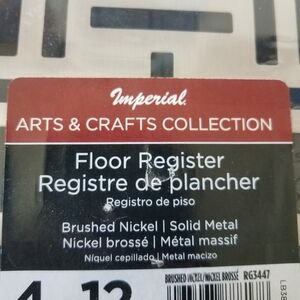 Imperial
ARTS & CRAFTS COLLECTION
Floor Register
Registre de plancher
Registro de piso
Brushed Nickel | Solid Metal
Nickel brossé | Métal massif
Níquel cepillado | Metal macizo
BRUSHED NICKEL/NICKEL BROSSÉ RG3447
4 12